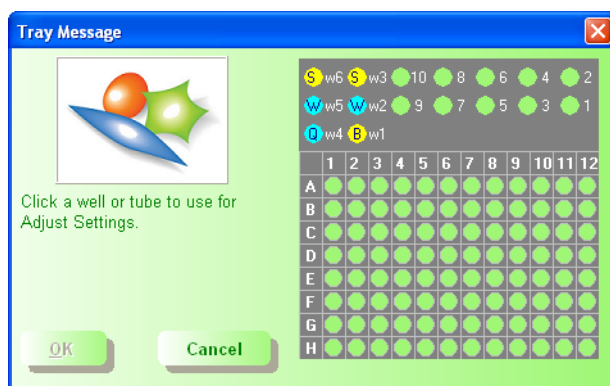 Tray Message
S w6 S w3 10 8 6 4 2
W w5 W w2 9 7 5 3 1
Q w4 B w1
1 2 3 4 5 6 7 8 9 10 11 12
A
B
C
D
E
F
G
H
Click a well or tube to use for
Adjust Settings.
OK Cancel